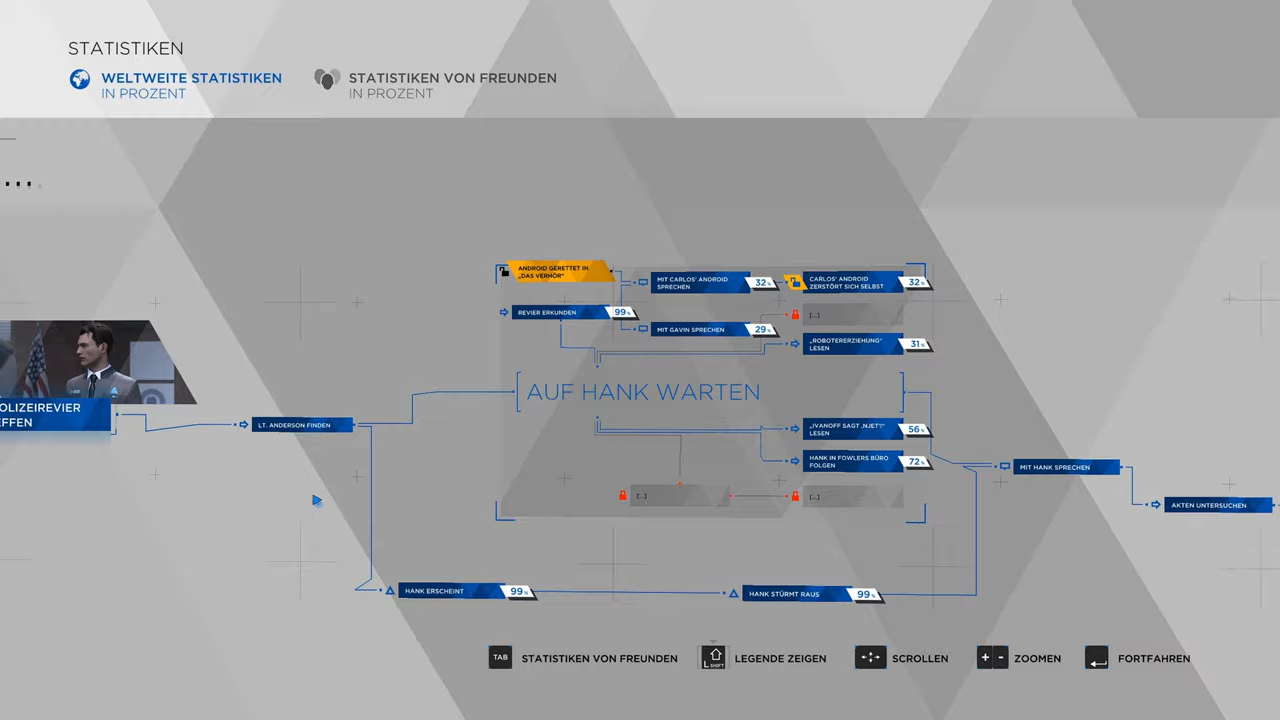 STATISTIKEN
WELTWEITE STATISTIKEN
IN PROZENT
STATISTIKEN VON FREUNDEN
IN PROZENT
ANDROID GERETTET IN
„DAS VERHÖR“
MIT CARLOS' ANDROID
SPRECHEN
32%
CARLOS' ANDROID
ZERSTÖRT SICH SELBST
32%
REVIER ERKUNDEN
99%
[...]
MIT GAVIN SPRECHEN
29%
„ROBOTERERZIEHUNG“
LESEN
31%
AUF HANK WARTEN
OLIZEIREVIER
EFFEN
LT. ANDERSON FINDEN
„IVANOFF SAGT ‚NJET'!“
LESEN
56%
HANK IN FOWLERS BÜRO
FOLGEN
72%
MIT HANK SPRECHEN
[...]
[...]
AKTEN UNTERSUCHEN
HANK ERSCHEINT
99%
HANK STÜRMT RAUS
99%
TAB
STATISTIKEN VON FREUNDEN
L SHIFT
LEGENDE ZEIGEN
SCROLLEN
+ -
ZOOMEN
FORTFAHREN